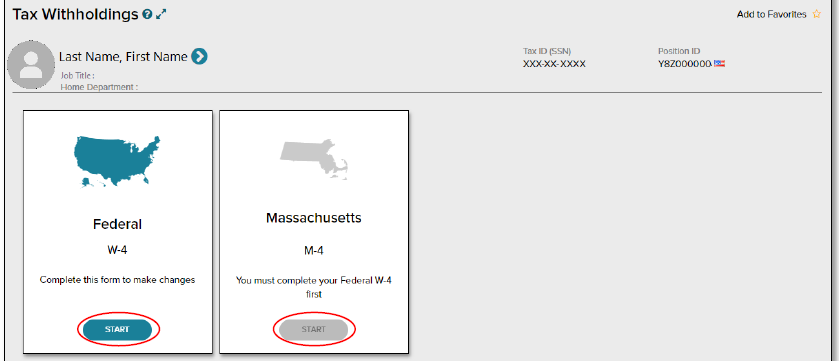 Tax Withholdings
Add to Favorites
Last Name, First Name
Job Title :
Home Department :
Tax ID (SSN)
XXX-XX-XXXX
Position ID
Y8Z000000
Federal
W-4
Complete this form to make changes
START
Massachusetts
M-4
You must complete your Federal W-4
first
START